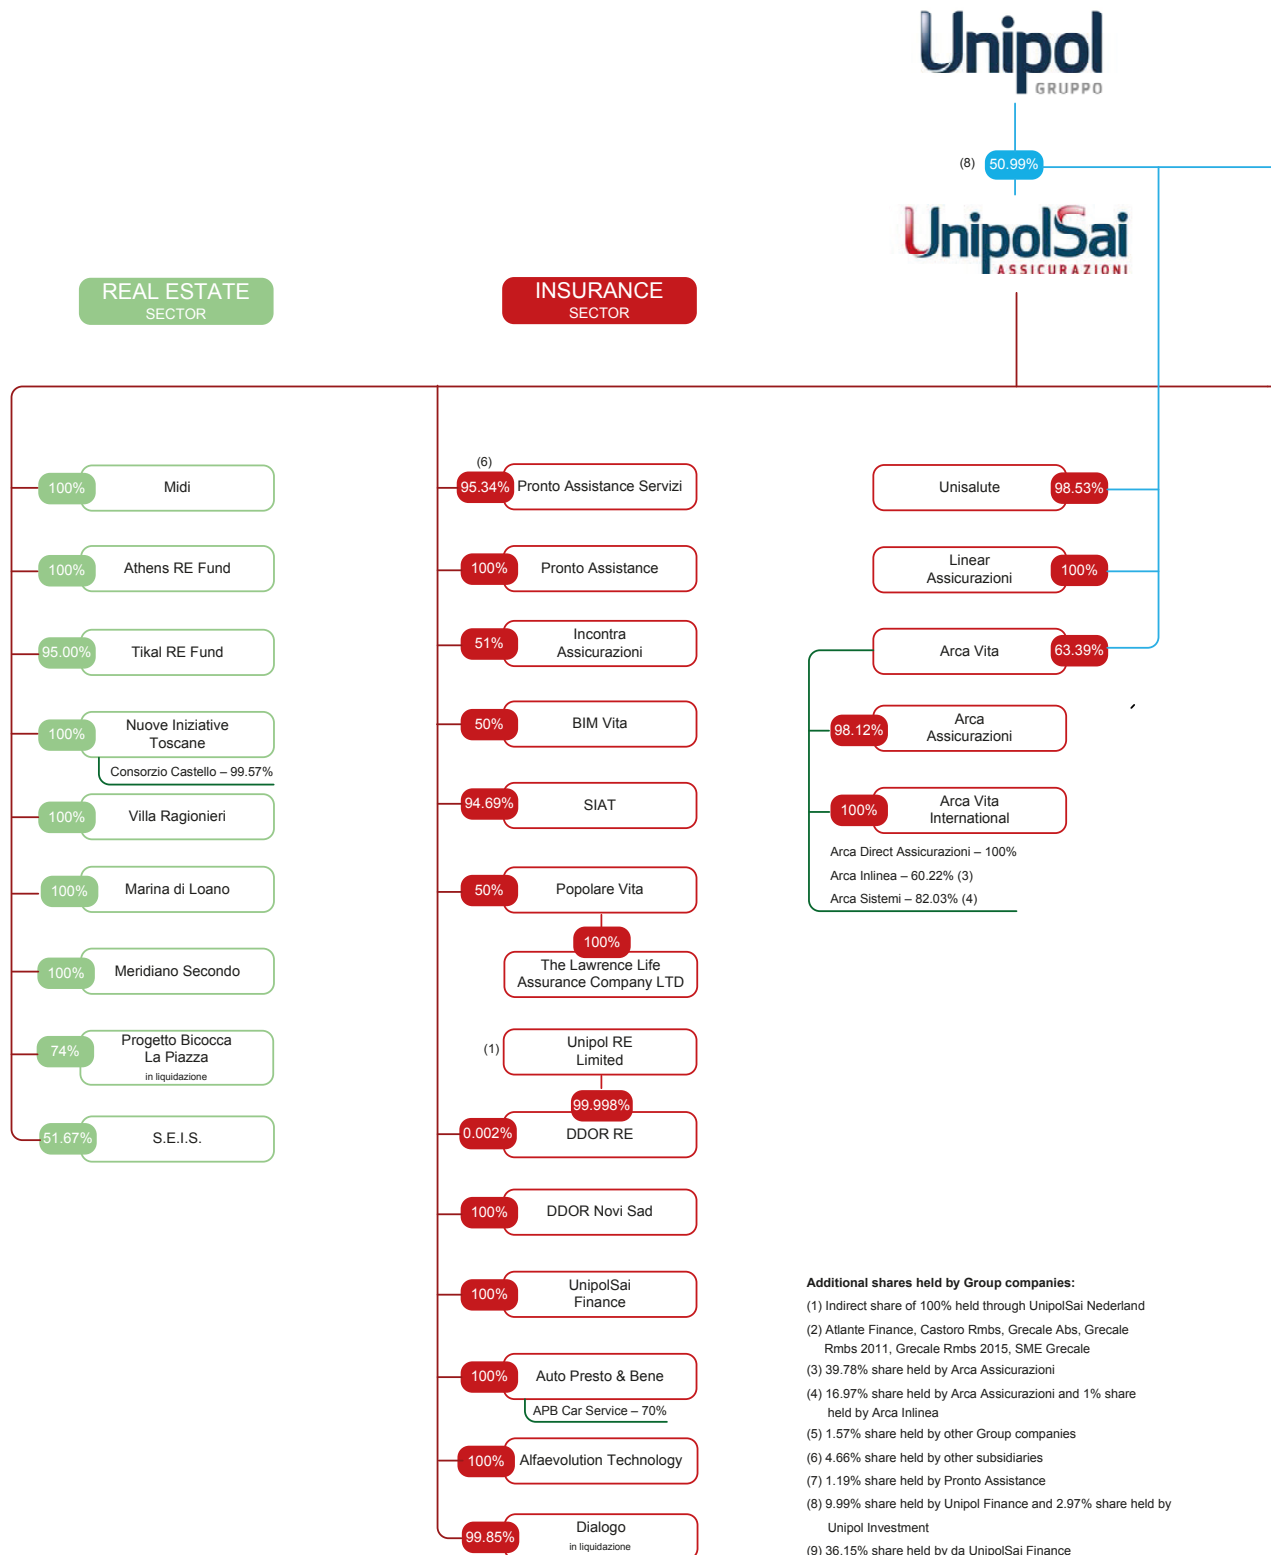 Unipol
GRUPPO
(8) 50.99%
UnipolSai
ASSICURAZIONI
REAL ESTATE
SECTOR
100% Midi
100% Athens RE Fund
95.00% Tikal RE Fund
100% Nuove Iniziative
Toscane
Consorzio Castello – 99.57%
100% Villa Ragionieri
100% Marina di Loano
100% Meridiano Secondo
74% Progetto Bicocca
La Piazza
in liquidazione
51.67% S.E.I.S.
INSURANCE
SECTOR
(6)
95.34% Pronto Assistance Servizi
100% Pronto Assistance
51% Incontra
Assicurazioni
50% BIM Vita
94.69% SIAT
50% Popolare Vita
100%
The Lawrence Life
Assurance Company LTD
(1) Unipol RE
Limited
99.998%
0.002% DDOR RE
100% DDOR Novi Sad
100% UnipolSai
Finance
100% Auto Presto & Bene
APB Car Service – 70%
100% Alfaevolution Technology
99.85% Dialogo
in liquidazione
Unisalute 98.53%
Linear
Assicurazioni 100%
Arca Vita 63.39%
98.12% Arca
Assicurazioni
100% Arca Vita
International
Arca Direct Assicurazioni – 100%
Arca Inlinea – 60.22% (3)
Arca Sistemi – 82.03% (4)
Additional shares held by Group companies:
(1) Indirect share of 100% held through UnipolSai Nederland
(2) Atlante Finance, Castoro Rmbs, Grecale Abs, Grecale
Rmbs 2011, Grecale Rmbs 2015, SME Grecale
(3) 39.78% share held by Arca Assicurazioni
(4) 16.97% share held by Arca Assicurazioni and 1% share
held by Arca Inlinea
(5) 1.57% share held by other Group companies
(6) 4.66% share held by other subsidiaries
(7) 1.19% share held by Pronto Assistance
(8) 9.99% share held by Unipol Finance and 2.97% share held by
Unipol Investment
(9) 36.15% share held by da UnipolSai Finance